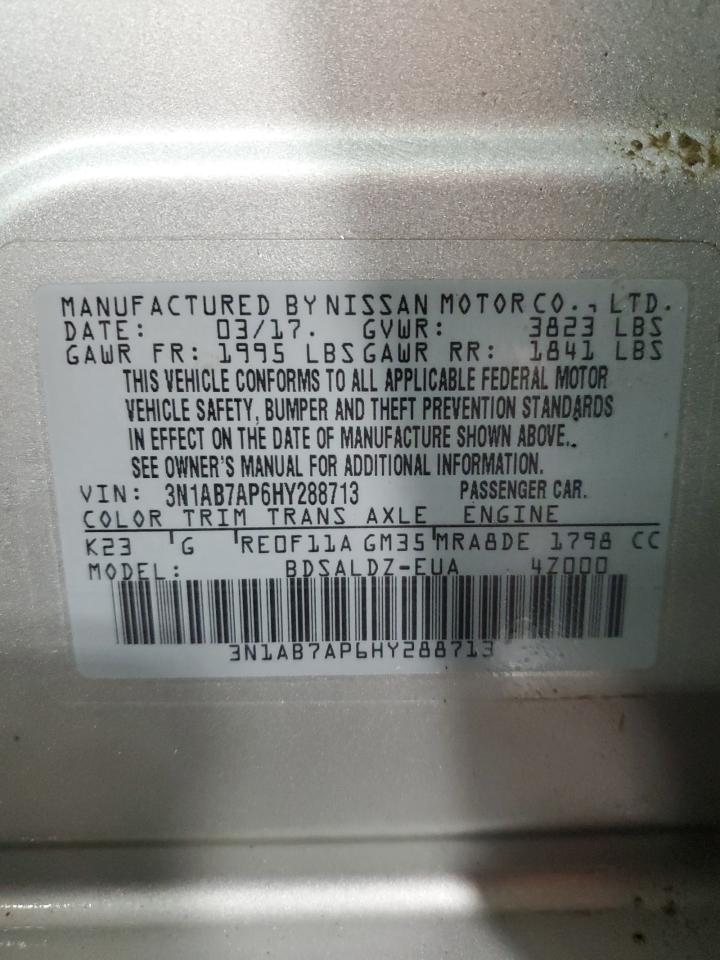 MANUFACTURED BY NISSAN MOTOR CO., LTD.
DATE: 03/17. GVWR: 3823 LBS
GAWR FR: 1995 LBS GAWR RR: 1841 LBS
THIS VEHICLE CONFORMS TO ALL APPLICABLE FEDERAL MOTOR
VEHICLE SAFETY, BUMPER AND THEFT PREVENTION STANDARDS
IN EFFECT ON THE DATE OF MANUFACTURE SHOWN ABOVE.
SEE OWNER'S MANUAL FOR ADDITIONAL INFORMATION.
VIN: 3N1AB7AP6HY288713 PASSENGER CAR.
COLOR TRIM TRANS AXLE ENGINE
K23 G RE0F11A GM35 MRA8DE 1798 CC
MODEL: BDSALDZ-EUA 4Z000
3N1AB7AP6HY288713